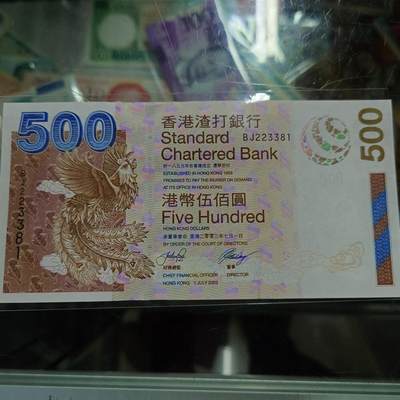 500
香港渣打銀行
Standard
BJ223381
Chartered Bank
ESTABLISHED IN HONG KONG 1859
PROMISES TO PAY THE BEARER ON DEMAND
AT ITS OFFICE IN HONG KONG
港幣伍佰圓
Five Hundred
HONG KONG DOLLARS
BY ORDER OF THE COURT OF DIRECTORS
CHIEF FINANCIAL OFFICER
DIRECTOR
HONG KONG 1 JULY 2003
500
BJ223381